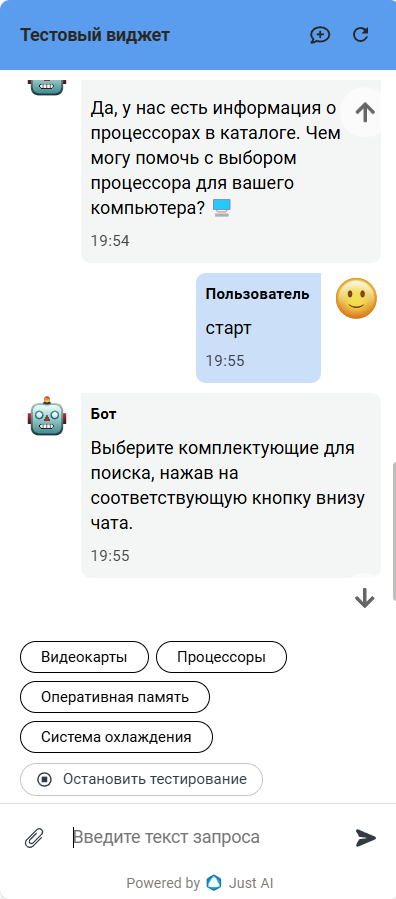 Тестовый виджет
Да, у нас есть информация о
процессорах в каталоге. Чем
могу помочь с выбором
процессора для вашего
компьютера?
19:54
Пользователь
старт
19:55
Бот
Выберите комплектующие для
поиска, нажав на
соответствующую кнопку внизу
чата.
19:55
Видеокарты
Процессоры
Оперативная память
Система охлаждения
Остановить тестирование
Введите текст запроса
Powered by Just AI